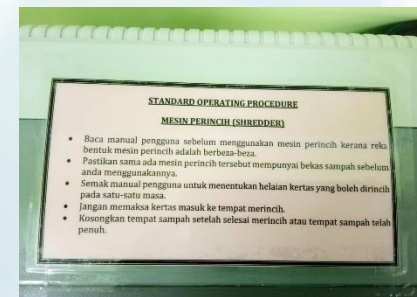 STANDARD OPERATING PROCEDURE
MESIN PERINCIH (SHREDDER)
• Baca manual pengguna sebelum menggunakan mesin perincih kerana reka
bentuk mesin perincih adalah berbeza-beza.
• Pastikan sama ada mesin perincih tersebut mempunyai bekas sampah sebelum
anda menggunakannya.
• Semak manual pengguna untuk menentukan helaian kertas yang boleh dirincih
pada satu-satu masa.
• Jangan memaksa kertas masuk ke tempat merincih.
• Kosongkan tempat sampah setelah selesai merincih atau tempat sampah telah
penuh.